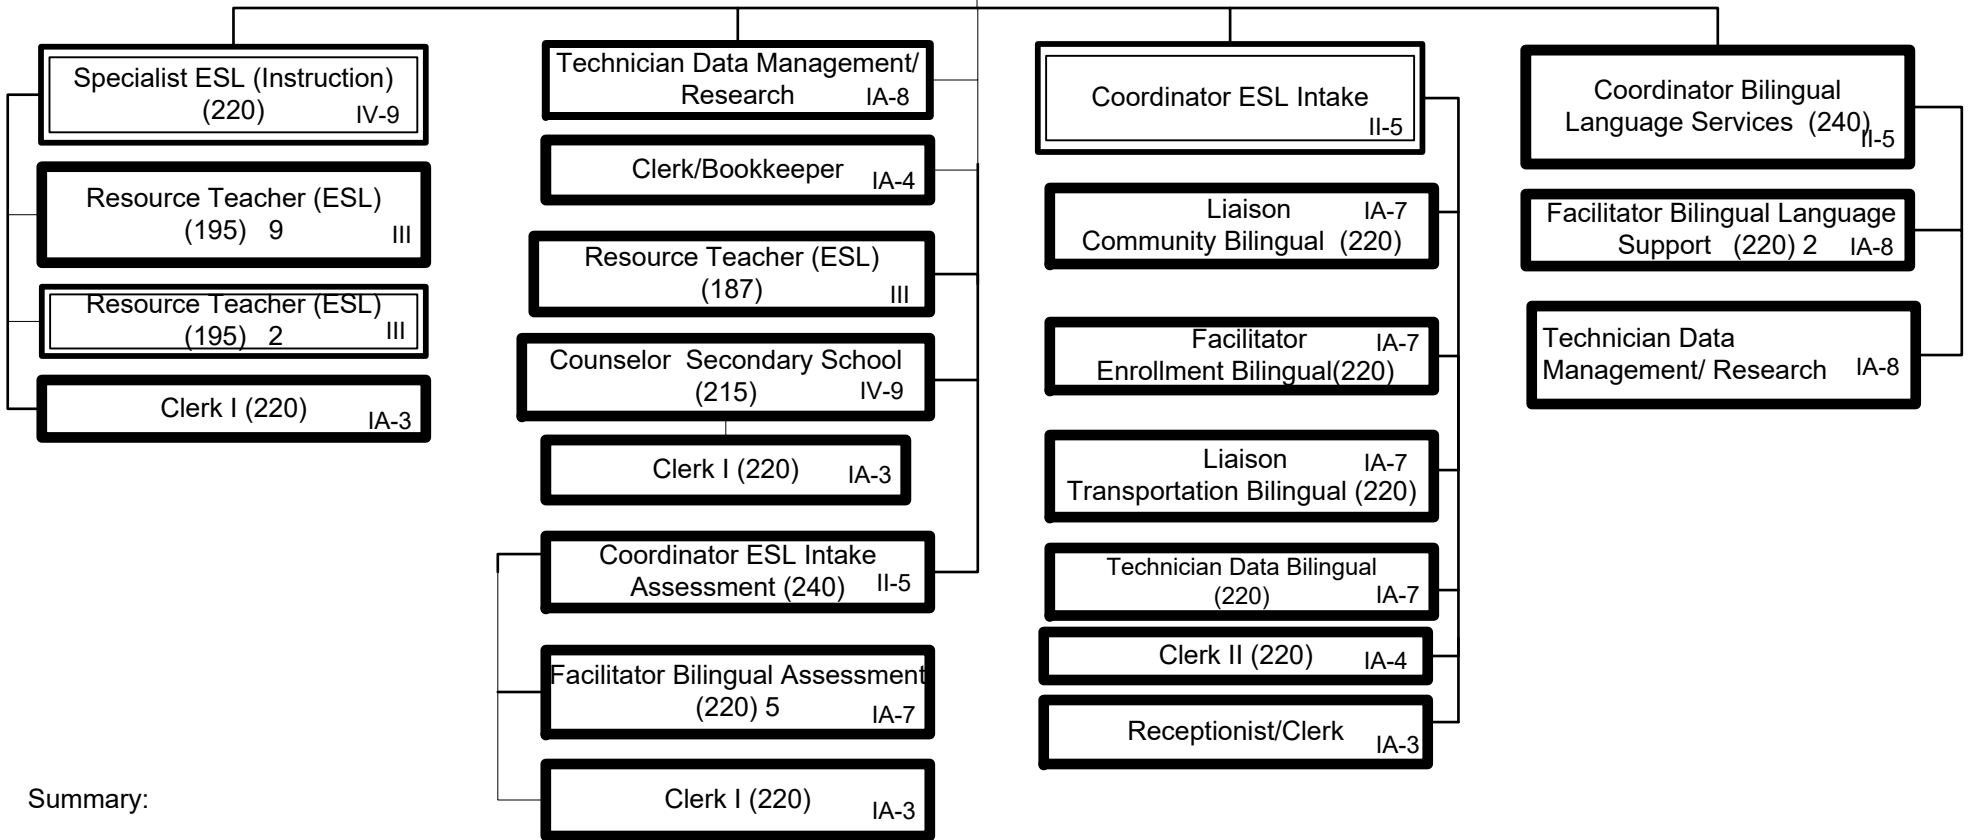 Specialist ESL (Instruction)
(220) IV-9
Resource Teacher (ESL)
(195) 9 III
Resource Teacher (ESL)
(195) 2 III
Clerk I (220) IA-3
Technician Data Management/
Research IA-8
Clerk/Bookkeeper IA-4
Resource Teacher (ESL)
(187) III
Counselor Secondary School
(215) IV-9
Clerk I (220) IA-3
Coordinator ESL Intake
Assessment (240) II-5
Facilitator Bilingual Assessment
(220) 5 IA-7
Clerk I (220) IA-3
Coordinator ESL Intake
II-5
Liaison IA-7
Community Bilingual (220)
Facilitator IA-7
Enrollment Bilingual(220)
Liaison IA-7
Transportation Bilingual (220)
Technician Data Bilingual
(220) IA-7
Clerk II (220) IA-4
Receptionist/Clerk IA-3
Coordinator Bilingual
Language Services (240) II-5
Facilitator Bilingual Language
Support (220) 2 IA-8
Technician Data
Management/ Research IA-8
Summary: